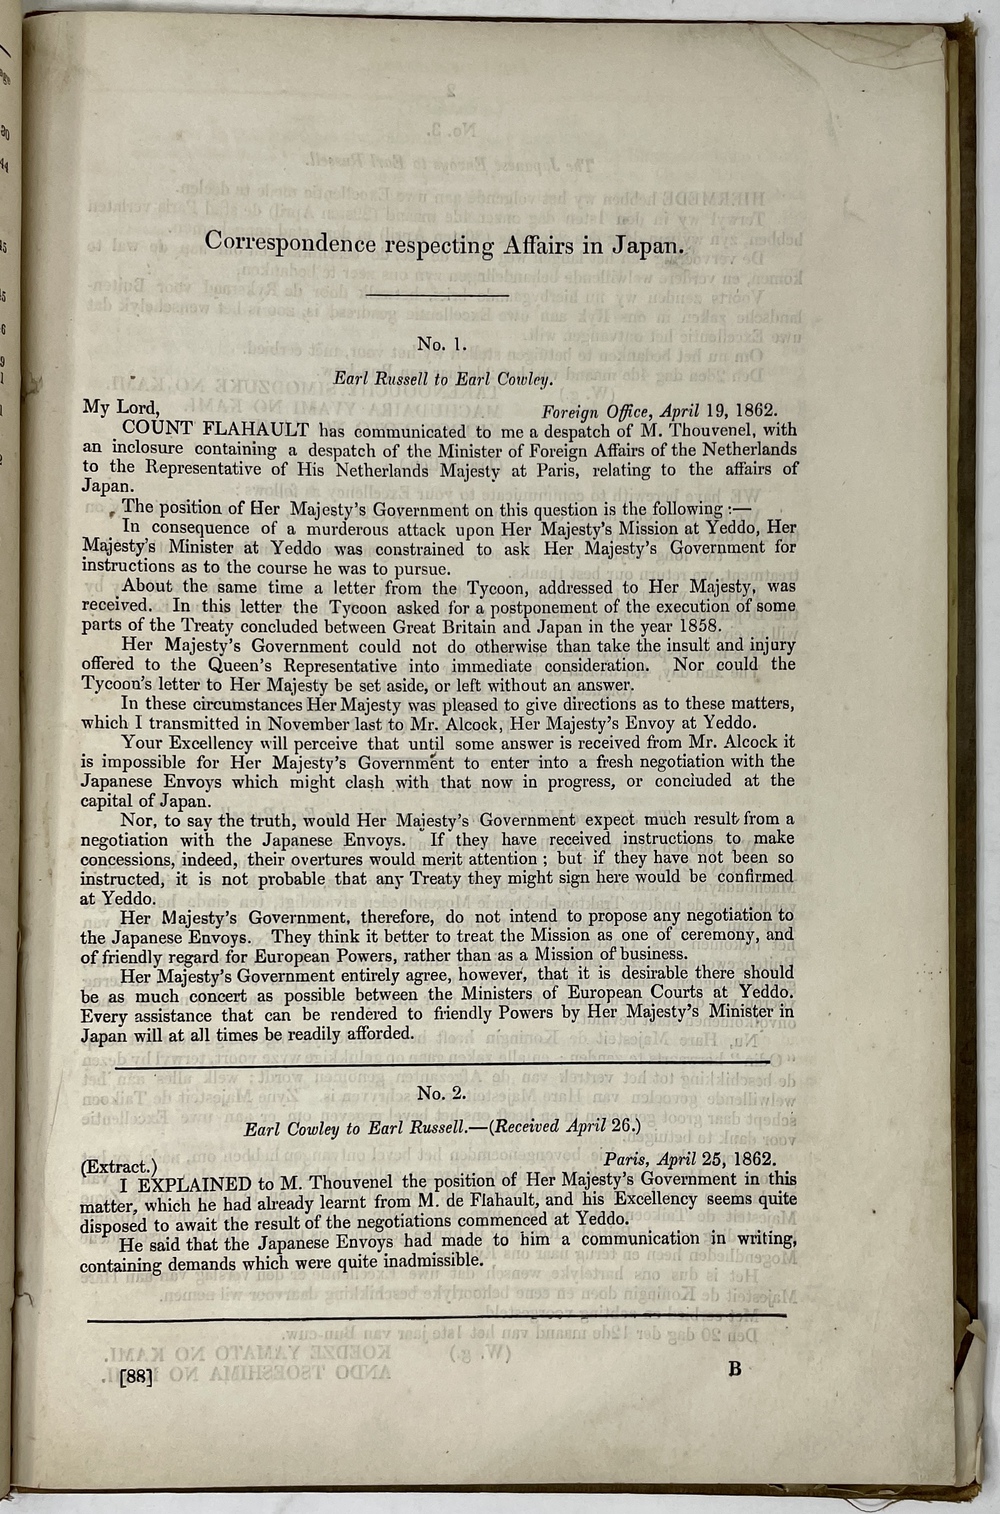 Correspondence respecting Affairs in Japan.
No. 1.
Earl Russell to Earl Cowley.
My Lord, Foreign Office, April 19, 1862.
COUNT FLAHAULT has communicated to me a despatch of M. Thouvenel, with
an inclosure containing a despatch of the Minister of Foreign Affairs of the Netherlands
to the Representative of His Netherlands Majesty at Paris, relating to the affairs of
Japan.
The position of Her Majesty's Government on this question is the following :—
In consequence of a murderous attack upon Her Majesty's Mission at Yeddo, Her
Majesty's Minister at Yeddo was constrained to ask Her Majesty's Government for
instructions as to the course he was to pursue.
About the same time a letter from the Tycoon, addressed to Her Majesty, was
received. In this letter the Tycoon asked for a postponement of the execution of some
parts of the Treaty concluded between Great Britain and Japan in the year 1858.
Her Majesty's Government could not do otherwise than take the insult and injury
offered to the Queen's Representative into immediate consideration. Nor could the
Tycoon's letter to Her Majesty be set aside, or left without an answer.
In these circumstances Her Majesty was pleased to give directions as to these matters,
which I transmitted in November last to Mr. Alcock, Her Majesty's Envoy at Yeddo.
Your Excellency will perceive that until some answer is received from Mr. Alcock it
is impossible for Her Majesty's Government to enter into a fresh negotiation with the
Japanese Envoys which might clash with that now in progress, or concluded at the
capital of Japan.
Nor, to say the truth, would Her Majesty's Government expect much result from a
negotiation with the Japanese Envoys. If they have received instructions to make
concessions, indeed, their overtures would merit attention ; but if they have not been so
instructed, it is not probable that any Treaty they might sign here would be confirmed
at Yeddo.
Her Majesty's Government, therefore, do not intend to propose any negotiation to
the Japanese Envoys. They think it better to treat the Mission as one of ceremony, and
of friendly regard for European Powers, rather than as a Mission of business.
Her Majesty's Government entirely agree, however, that it is desirable there should
be as much concert as possible between the Ministers of European Courts at Yeddo.
Every assistance that can be rendered to friendly Powers by Her Majesty's Minister in
Japan will at all times be readily afforded.
No. 2.
Earl Cowley to Earl Russell.—(Received April 26.)
(Extract.) Paris, April 25, 1862.
I EXPLAINED to M. Thouvenel the position of Her Majesty's Government in this
matter, which he had already learnt from M. de Flahault, and his Excellency seems quite
disposed to await the result of the negotiations commenced at Yeddo.
He said that the Japanese Envoys had made to him a communication in writing,
containing demands which were quite inadmissible.
[88] B